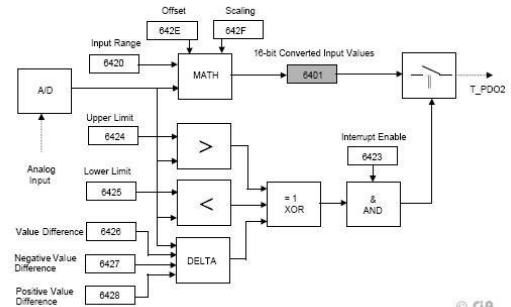 Offset
Scaling
642E
642F
Input Range
6420
MATH
16-bit Converted Input Values
6401
T_PDO2
A/D
Upper Limit
6424
>
Interrupt Enable
6423
Analog
Input
Lower Limit
6425
<
= 1
XOR
&
AND
Value Difference
6426
DELTA
Negative Value
Difference
6427
Positive Value
Difference
6428
© cia